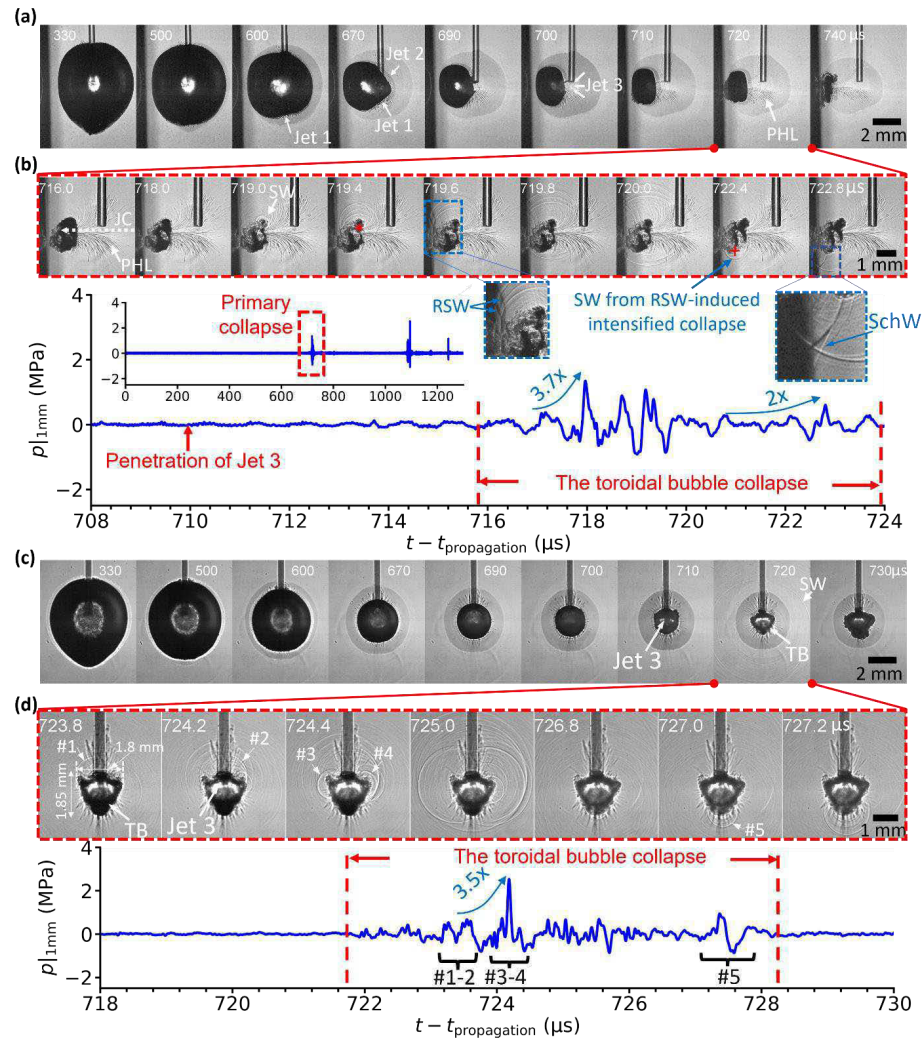 (a)
330 500 600 670 690 700 710 720 740 µs
Jet 2
Jet 3
Jet 1 Jet 1 PHL
2 mm
(b)
716.0 718.0 719.0 719.4 719.6 719.8 720.0 722.4 722.8 µs
SW
JC
PHL
1 mm
RSW
SW from RSW-induced
intensified collapse
SchW
Primary
collapse
4
2
0
−2
0 200 400 600 800 1000 1200
p|1mm (MPa)
4
2
0
−2
3.7x
2x
Penetration of Jet 3
The toroidal bubble collapse
708 710 712 714 716 718 720 722 724
t − tpropagation (µs)
(c)
330 500 600 670 690 700 710 720 730µs
SW
Jet 3
TB
2 mm
(d)
723.8 724.2 724.4 725.0 726.8 727.0 727.2 µs
#1 1.8 mm #2 #3 #4
1.85 mm
TB
Jet 3
#5
1 mm
p|1mm (MPa)
4
2
0
−2
The toroidal bubble collapse
3.5x
#1-2 #3-4 #5
718 720 722 724 726 728 730
t − tpropagation (µs)